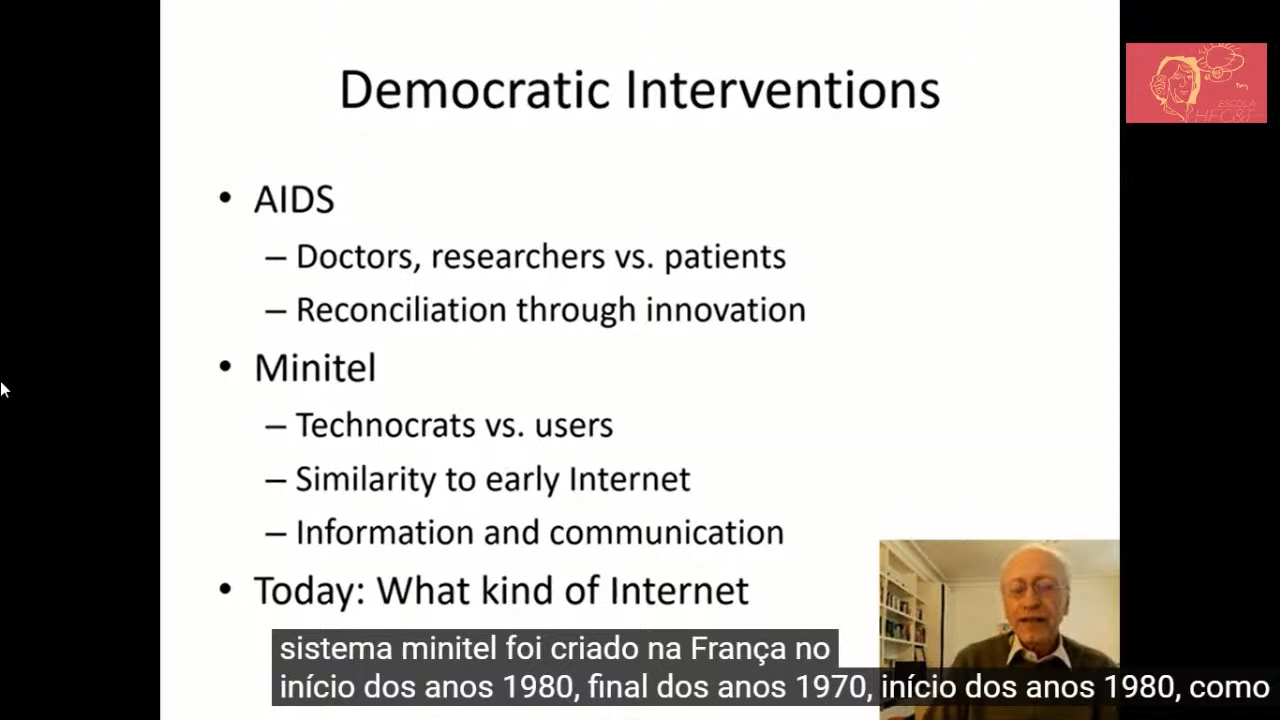 Democratic Interventions
• AIDS
– Doctors, researchers vs. patients
– Reconciliation through innovation
• Minitel
– Technocrats vs. users
– Similarity to early Internet
– Information and communication
• Today: What kind of Internet
sistema minitel foi criado na França no
início dos anos 1980, final dos anos 1970, início dos anos 1980, como
ESCOLA
HFC&T